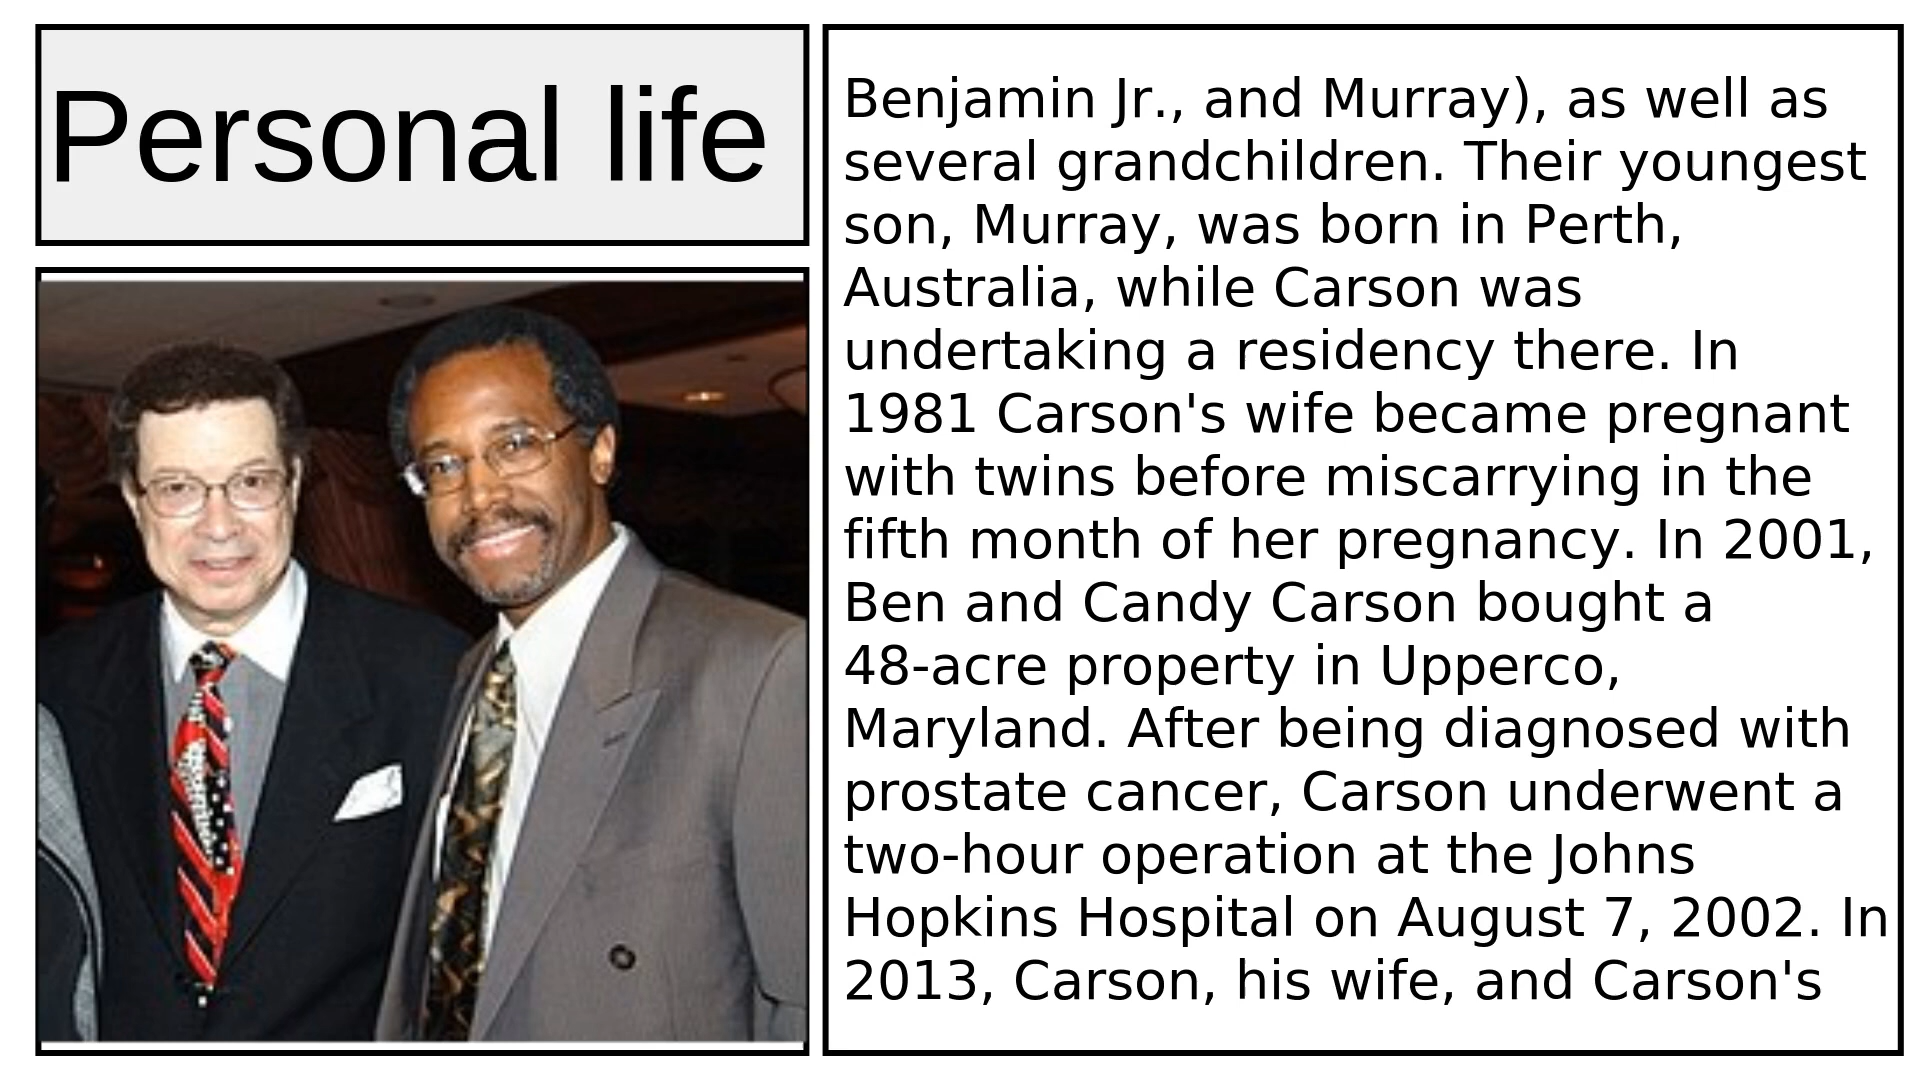 Personal life
Benjamin Jr., and Murray), as well as
several grandchildren. Their youngest
son, Murray, was born in Perth,
Australia, while Carson was
undertaking a residency there. In
1981 Carson's wife became pregnant
with twins before miscarrying in the
fifth month of her pregnancy. In 2001,
Ben and Candy Carson bought a
48-acre property in Upperco,
Maryland. After being diagnosed with
prostate cancer, Carson underwent a
two-hour operation at the Johns
Hopkins Hospital on August 7, 2002. In
2013, Carson, his wife, and Carson's